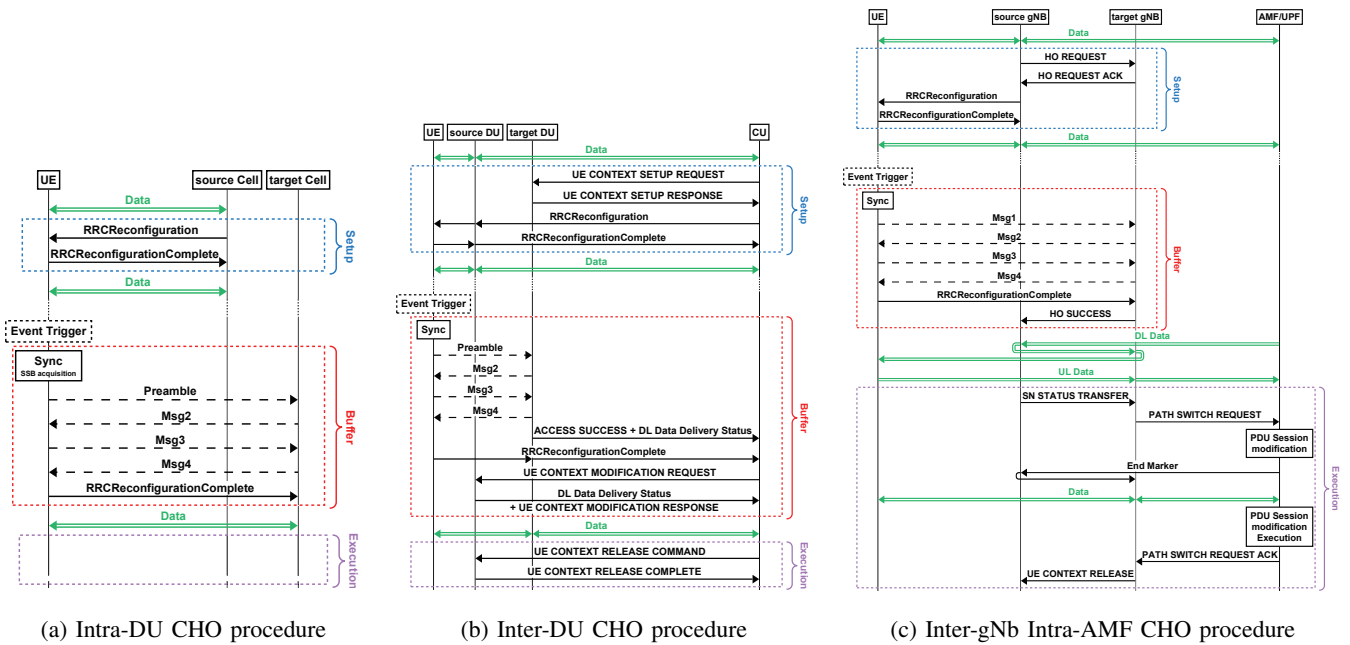 UE
source Cell
target Cell
Data
RRCReconfiguration
RRCReconfigurationComplete
Setup
Data
Event Trigger
Sync
SSB acquisition
Preamble
Msg2
Msg3
Msg4
RRCReconfigurationComplete
Buffer
Data
Execution
(a) Intra-DU CHO procedure
UE
source DU
target DU
CU
Data
UE CONTEXT SETUP REQUEST
UE CONTEXT SETUP RESPONSE
RRCReconfiguration
RRCReconfigurationComplete
Setup
Data
Event Trigger
Sync
Preamble
Msg2
Msg3
Msg4
ACCESS SUCCESS + DL Data Delivery Status
RRCReconfigurationComplete
UE CONTEXT MODIFICATION REQUEST
DL Data Delivery Status
+ UE CONTEXT MODIFICATION RESPONSE
Buffer
Data
UE CONTEXT RELEASE COMMAND
UE CONTEXT RELEASE COMPLETE
Execution
(b) Inter-DU CHO procedure
UE
source gNB
target gNB
AMF/UPF
Data
HO REQUEST
HO REQUEST ACK
RRCReconfiguration
RRCReconfigurationComplete
Setup
Data
Event Trigger
Sync
Msg1
Msg2
Msg3
Msg4
RRCReconfigurationComplete
HO SUCCESS
Buffer
DL Data
UL Data
SN STATUS TRANSFER
PATH SWITCH REQUEST
PDU Session
modification
End Marker
Data
PDU Session
modification
Execution
PATH SWITCH REQUEST ACK
UE CONTEXT RELEASE
Execution
(c) Inter-gNb Intra-AMF CHO procedure